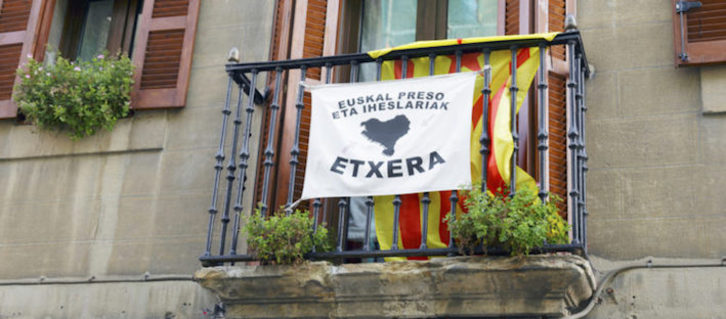 EUSKAL PRESO
ETA IHESLARIAK
ETXERA